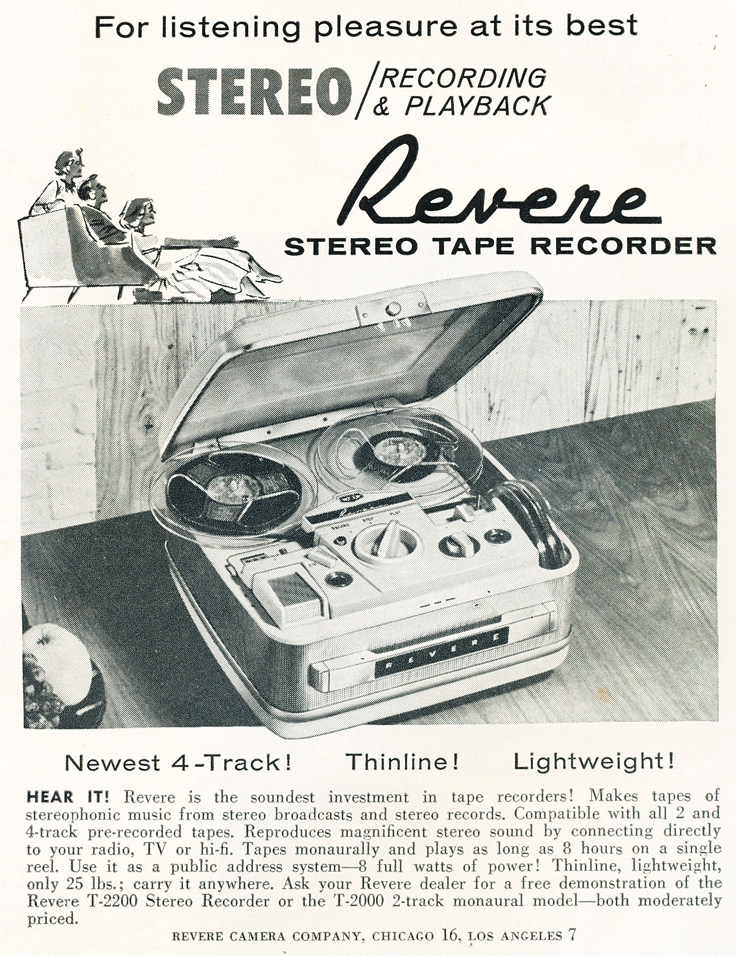 For listening pleasure at its best
STEREO/RECORDING & PLAYBACK
Revere
STEREO TAPE RECORDER
REVERE
Newest 4-Track! Thinline! Lightweight!
HEAR IT! Revere is the soundest investment in tape recorders! Makes tapes of
stereophonic music from stereo broadcasts and stereo records. Compatible with all 2 and
4-track pre-recorded tapes. Reproduces magnificent stereo sound by connecting directly
to your radio, TV or hi-fi. Tapes monaurally and plays as long as 8 hours on a single
reel. Use it as a public address system—8 full watts of power! Thinline, lightweight,
only 25 lbs.; carry it anywhere. Ask your Revere dealer for a free demonstration of the
Revere T-2200 Stereo Recorder or the T-2000 2-track monaural model—both moderately
priced.
REVERE CAMERA COMPANY, CHICAGO 16, LOS ANGELES 7